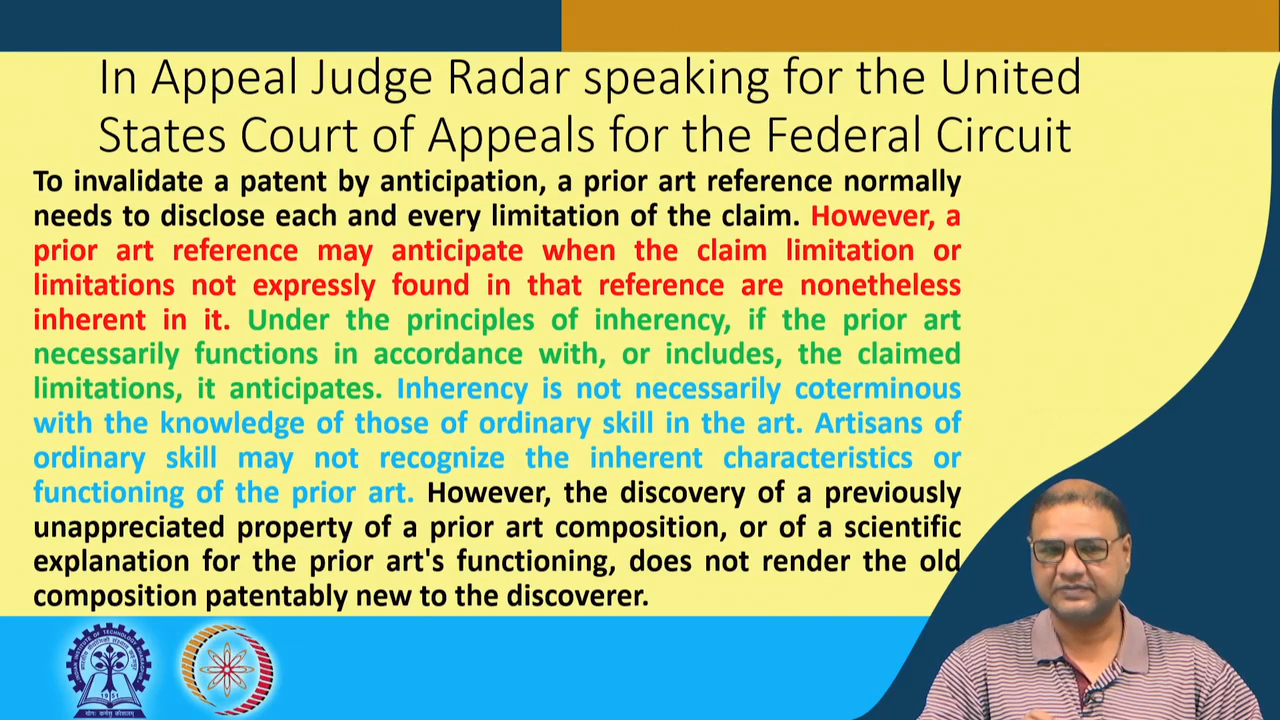 In Appeal Judge Radar speaking for the United
States Court of Appeals for the Federal Circuit
To invalidate a patent by anticipation, a prior art reference normally
needs to disclose each and every limitation of the claim. However, a
prior art reference may anticipate when the claim limitation or
limitations not expressly found in that reference are nonetheless
inherent in it. Under the principles of inherency, if the prior art
necessarily functions in accordance with, or includes, the claimed
limitations, it anticipates. Inherency is not necessarily coterminous
with the knowledge of those of ordinary skill in the art. Artisans of
ordinary skill may not recognize the inherent characteristics or
functioning of the prior art. However, the discovery of a previously
unappreciated property of a prior art composition, or of a scientific
explanation for the prior art's functioning, does not render the old
composition patentably new to the discoverer.
1951
योगः कर्मसु कौशलम्